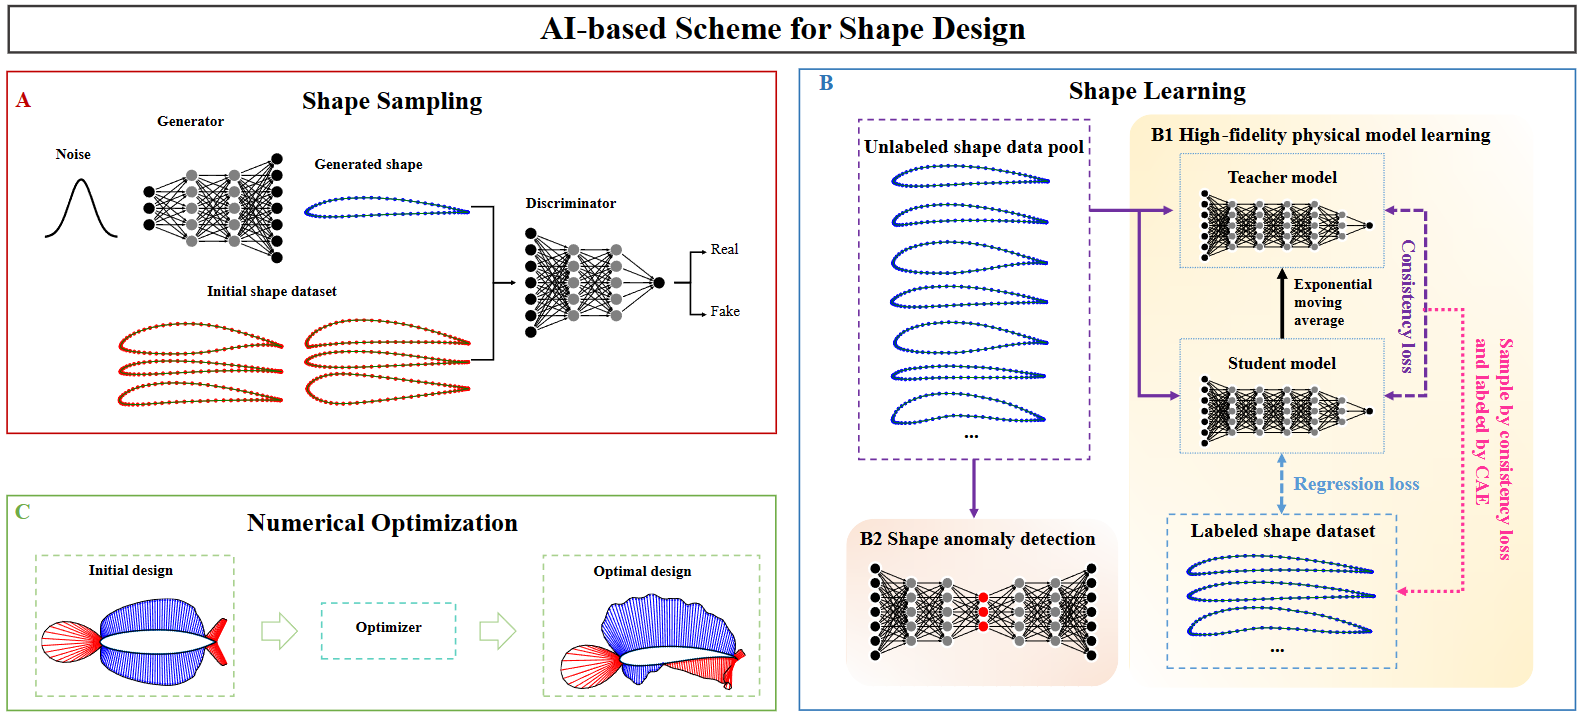 AI-based Scheme for Shape Design
A
Shape Sampling
Generator
Noise
Generated shape
Discriminator
Real
Fake
Initial shape dataset
B
Shape Learning
Unlabeled shape data pool
...
B1 High-fidelity physical model learning
Teacher model
Exponential
moving
average
Consistency loss
Student model
Sample by consistency loss
and labeled by CAE
Regression loss
Labeled shape dataset
...
B2 Shape anomaly detection
C
Numerical Optimization
Initial design
Optimizer
Optimal design